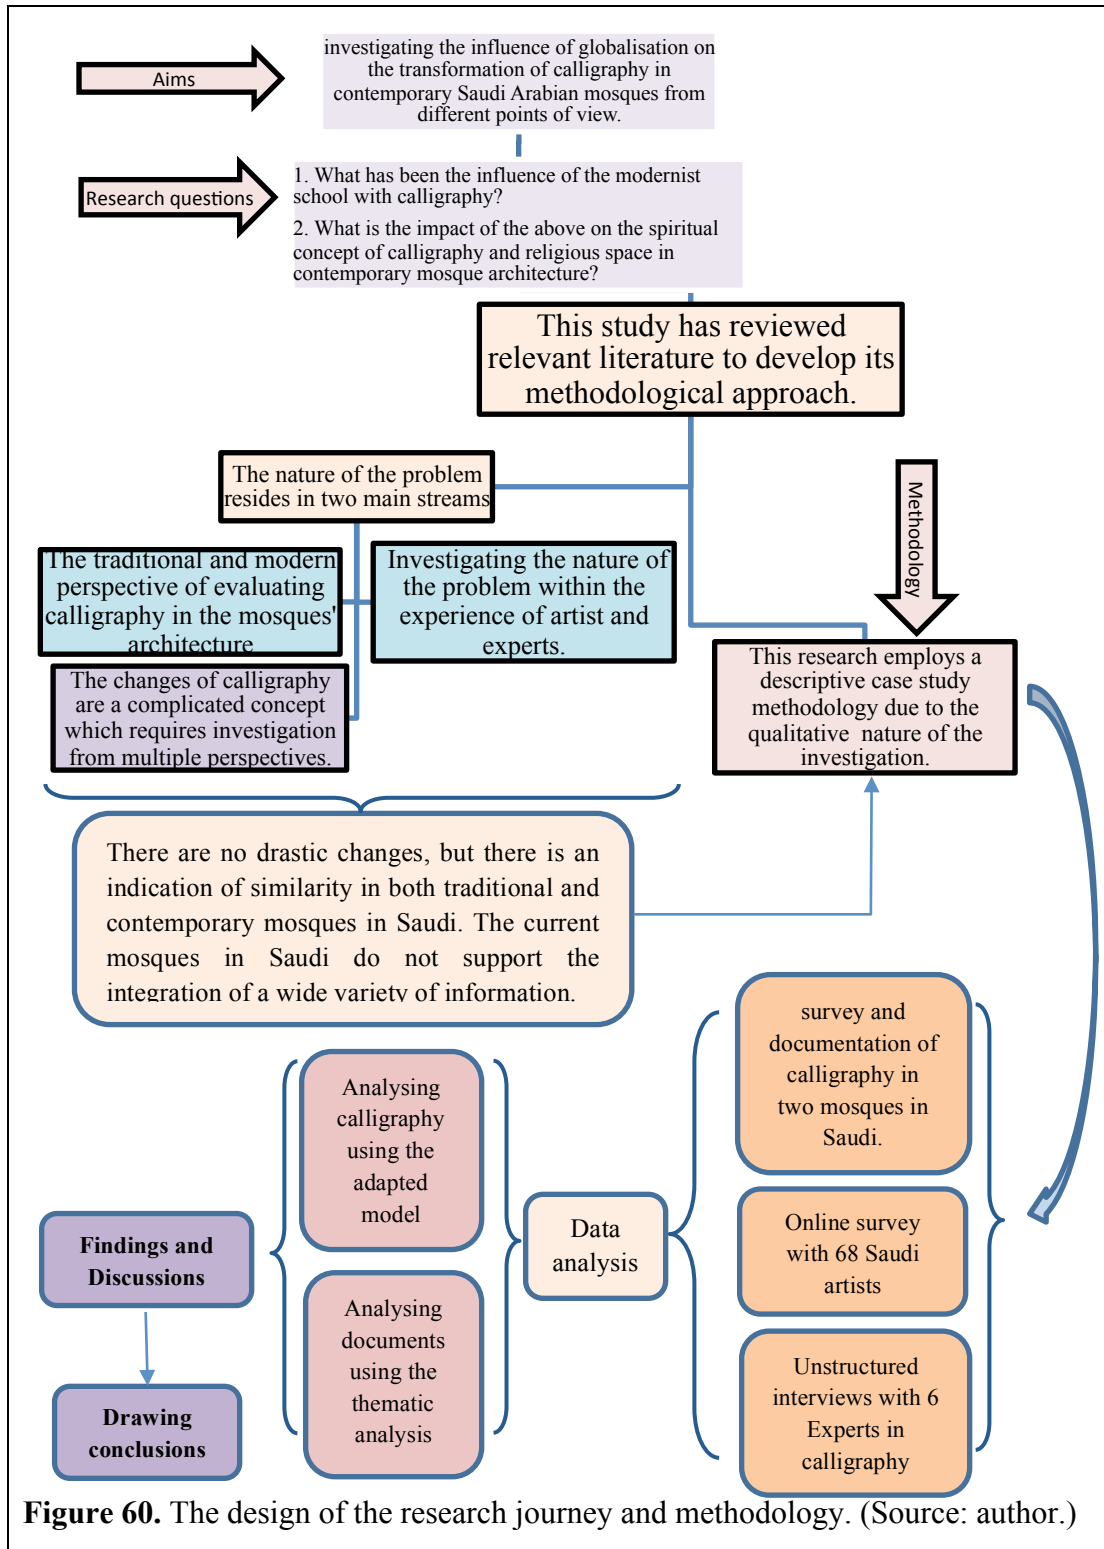 Aims
investigating the influence of globalisation on
the transformation of calligraphy in
contemporary Saudi Arabian mosques from
different points of view.
Research questions
1. What has been the influence of the modernist
school with calligraphy?
2. What is the impact of the above on the spiritual
concept of calligraphy and religious space in
contemporary mosque architecture?
This study has reviewed
relevant literature to develop its
methodological approach.
The nature of the problem
resides in two main streams.
Methodology
The traditional and modern
perspective of evaluating
calligraphy in the mosques'
architecture
Investigating the nature of
the problem within the
experience of artist and
experts.
The changes of calligraphy
are a complicated concept
which requires investigation
from multiple perspectives.
This research employs a
descriptive case study
methodology due to the
qualitative nature of the
investigation.
There are no drastic changes, but there is an
indication of similarity in both traditional and
contemporary mosques in Saudi. The current
mosques in Saudi do not support the
integration of a wide variety of information.
survey and
documentation of
calligraphy in
two mosques in
Saudi.
Online survey
with 68 Saudi
artists
Unstructured
interviews with 6
Experts in
calligraphy
Data
analysis
Analysing
calligraphy
using the
adapted
model
Analysing
documents
using the
thematic
analysis
Findings and
Discussions
Drawing
conclusions
Figure 60. The design of the research journey and methodology. (Source: author.)